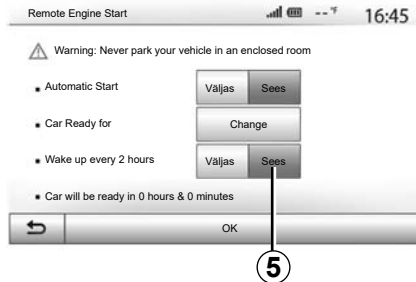 Remote Engine Start -- °F 16:45
Warning: Never park your vehicle in an enclosed room
Automatic Start Väljas Sees
Car Ready for Change
Wake up every 2 hours Väljas Sees
Car will be ready in 0 hours & 0 minutes
OK
5